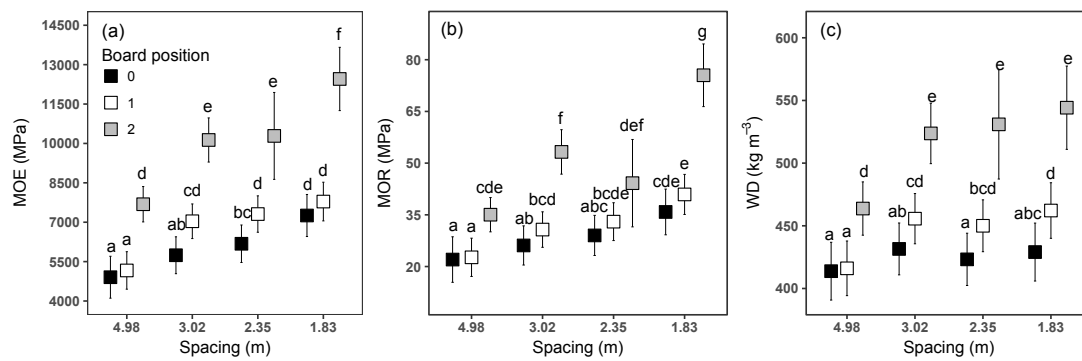 (a)
Board position
0
1
2
14500
13000
11500
10000
8500
7000
5500
4000
MOE (MPa)
a
a
d
ab
cd
e
bc
d
e
d
d
f
4.98
3.02
2.35
1.83
Spacing (m)
(b)
80
65
50
35
20
MOR (MPa)
a
a
cde
ab
bcd
f
abc
bcde
def
cde
e
g
4.98
3.02
2.35
1.83
Spacing (m)
(c)
600
550
500
450
400
WD (kg m⁻³)
a
a
d
ab
cd
e
ab
bcd
e
abc
d
e
4.98
3.02
2.35
1.83
Spacing (m)